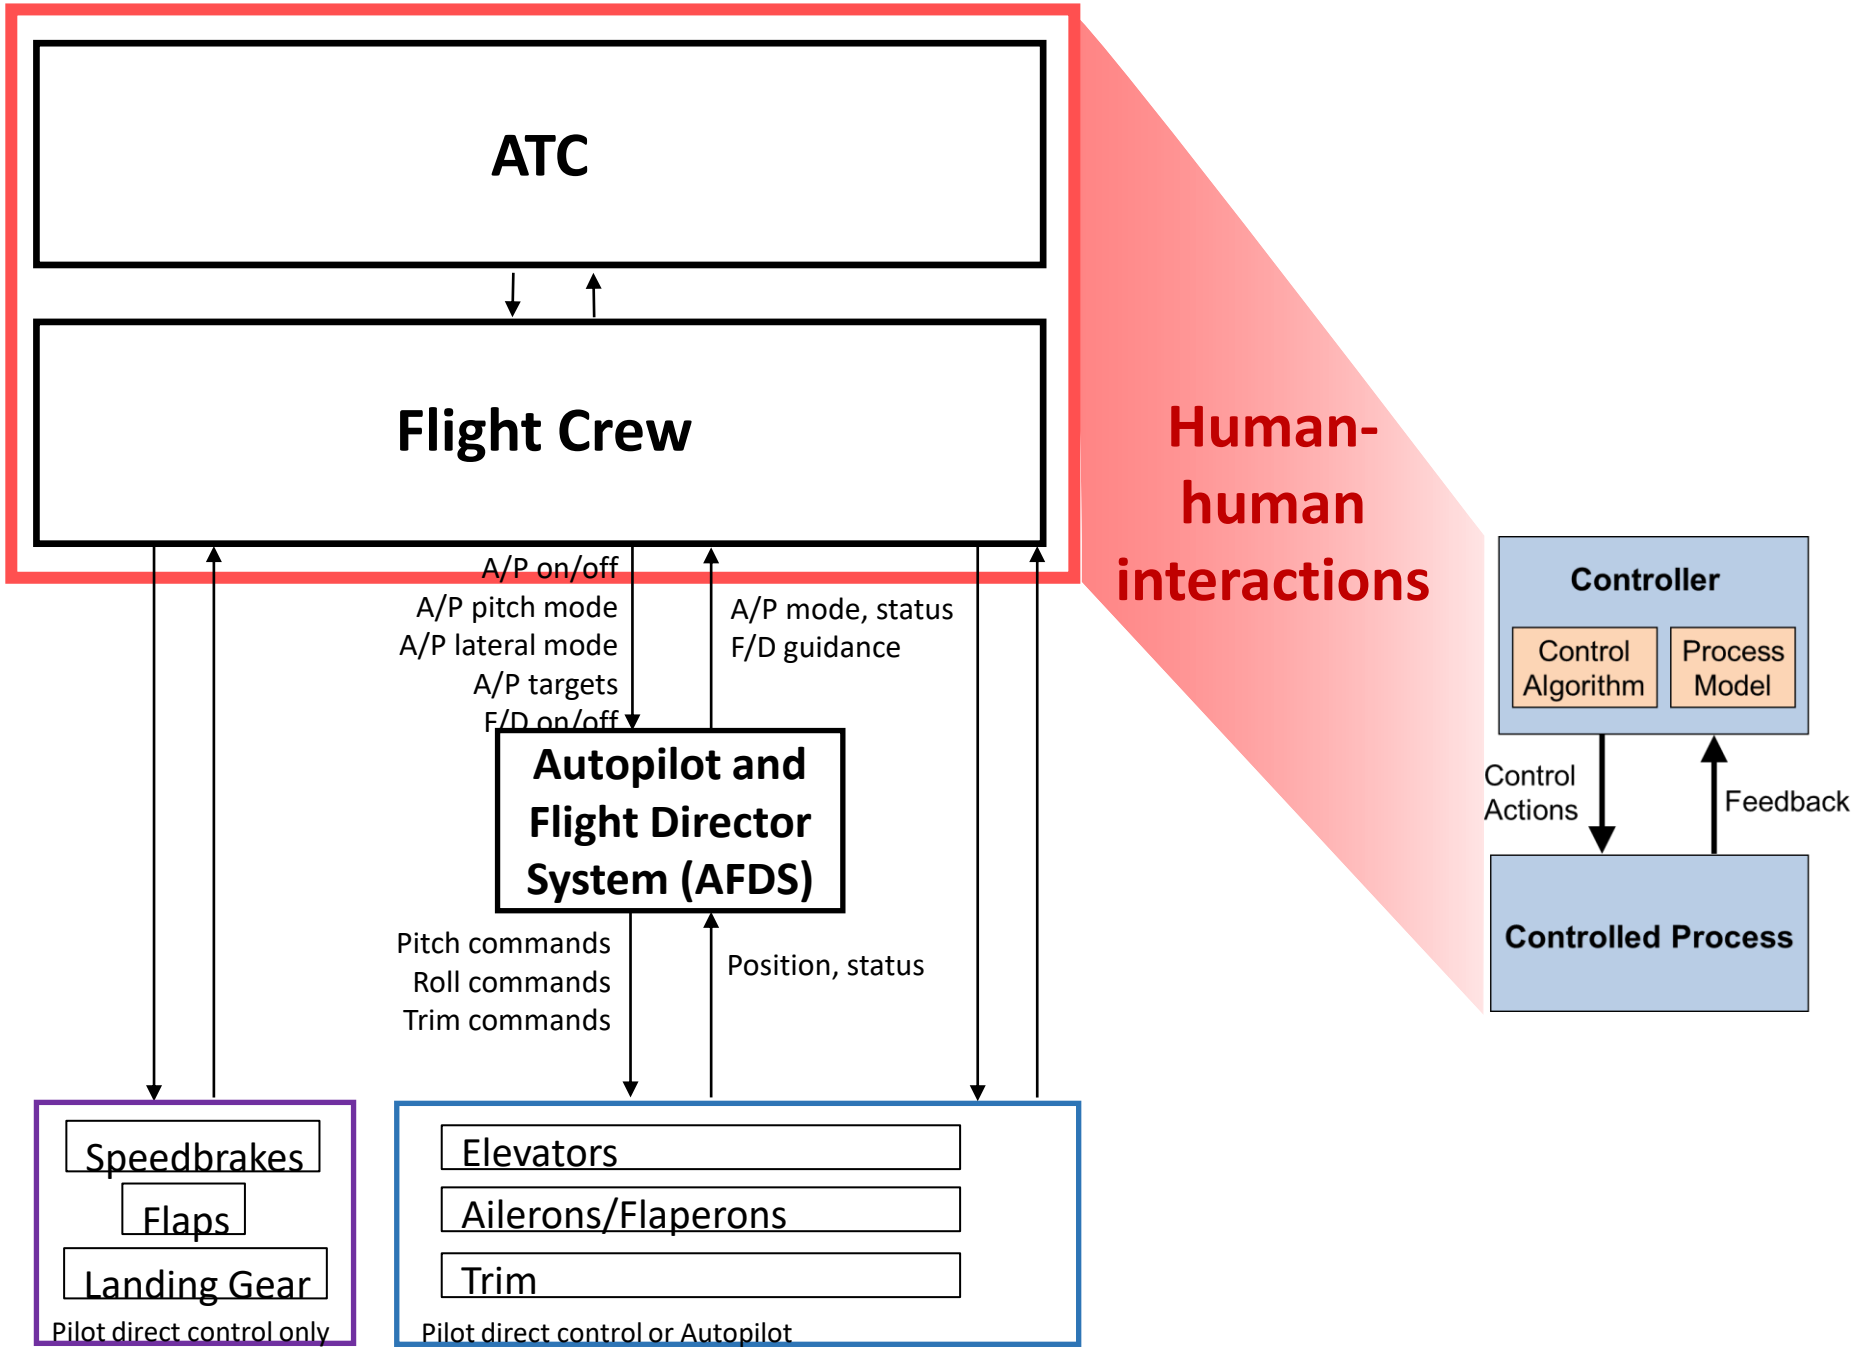 ATC
Flight Crew
Human-
human
interactions
A/P on/off
A/P pitch mode
A/P lateral mode
A/P targets
F/D on/off
A/P mode, status
F/D guidance
Autopilot and
Flight Director
System (AFDS)
Pitch commands
Roll commands
Trim commands
Position, status
Speedbrakes
Flaps
Landing Gear
Pilot direct control only
Elevators
Ailerons/Flaperons
Trim
Pilot direct control or Autopilot
Controller
Control
Algorithm
Process
Model
Control
Actions
Feedback
Controlled Process